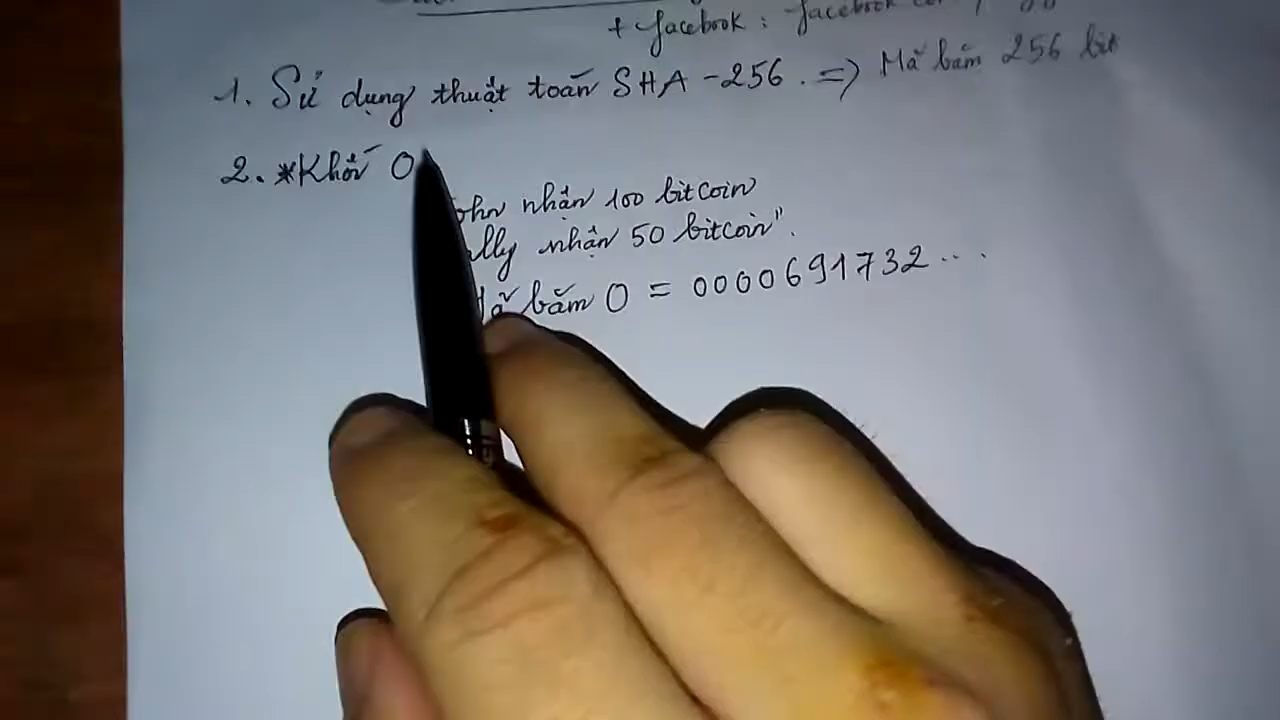 + facebook : facebook
1. Sử dụng thuật toán SHA-256. => Mã băm 256 bit
2. *Khối 0
nhận 100 bitcoin
nhận 50 bitcoin".
băm 0 = 0000691732...